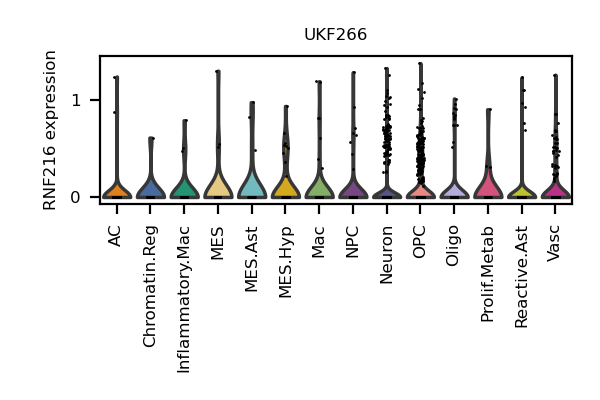 UKF266
RNF216 expression
1
0
AC
Chromatin.Reg
Inflammatory.Mac
MES
MES.Ast
MES.Hyp
Mac
NPC
Neuron
OPC
Oligo
Prolif.Metab
Reactive.Ast
Vasc